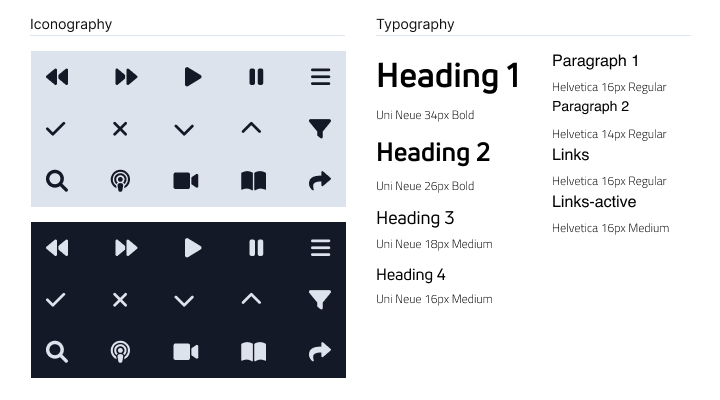 Iconography
Typography
Heading 1
Uni Neue 34px Bold
Heading 2
Uni Neue 26px Bold
Heading 3
Uni Neue 18px Medium
Heading 4
Uni Neue 16px Medium
Paragraph 1
Helvetica 16px Regular
Paragraph 2
Helvetica 14px Regular
Links
Helvetica 16px Regular
Links-active
Helvetica 16px Medium